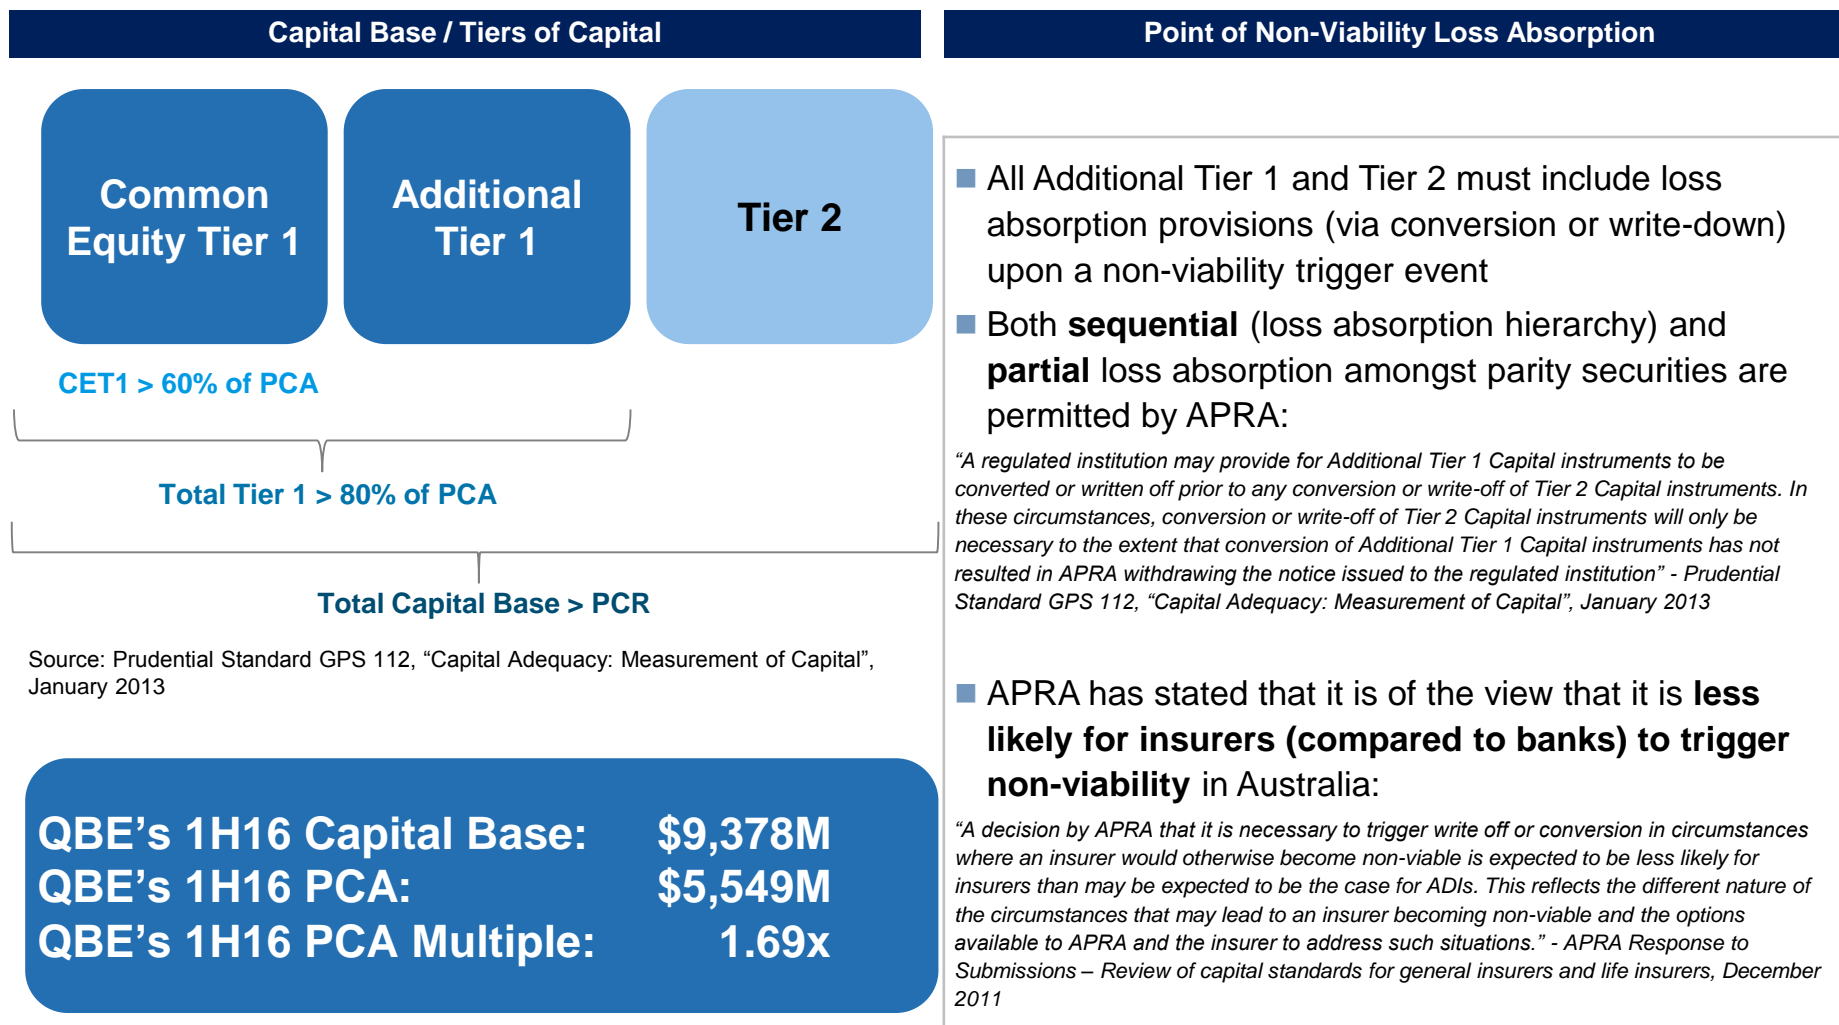 Capital Base / Tiers of Capital
Common
Equity Tier 1
Additional
Tier 1
Tier 2
CET1 > 60% of PCA
Total Tier 1 > 80% of PCA
Total Capital Base > PCR
Source: Prudential Standard GPS 112, “Capital Adequacy: Measurement of Capital”,
January 2013
QBE’s 1H16 Capital Base: $9,378M
QBE’s 1H16 PCA: $5,549M
QBE’s 1H16 PCA Multiple: 1.69x
Point of Non-Viability Loss Absorption
All Additional Tier 1 and Tier 2 must include loss
absorption provisions (via conversion or write-down)
upon a non-viability trigger event
Both sequential (loss absorption hierarchy) and
partial loss absorption amongst parity securities are
permitted by APRA:
“A regulated institution may provide for Additional Tier 1 Capital instruments to be
converted or written off prior to any conversion or write-off of Tier 2 Capital instruments. In
these circumstances, conversion or write-off of Tier 2 Capital instruments will only be
necessary to the extent that conversion of Additional Tier 1 Capital instruments has not
resulted in APRA withdrawing the notice issued to the regulated institution” - Prudential
Standard GPS 112, “Capital Adequacy: Measurement of Capital”, January 2013
APRA has stated that it is of the view that it is less
likely for insurers (compared to banks) to trigger
non-viability in Australia:
“A decision by APRA that it is necessary to trigger write off or conversion in circumstances
where an insurer would otherwise become non-viable is expected to be less likely for
insurers than may be expected to be the case for ADIs. This reflects the different nature of
the circumstances that may lead to an insurer becoming non-viable and the options
available to APRA and the insurer to address such situations.” - APRA Response to
Submissions – Review of capital standards for general insurers and life insurers, December
2011